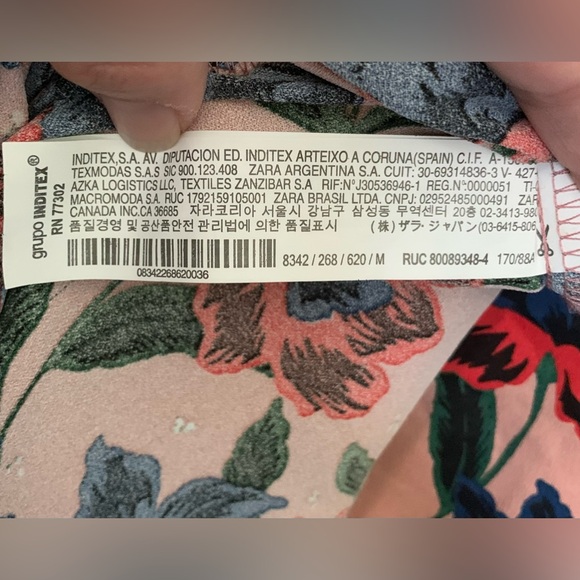 grupo INDITEX®
RN 77302
INDITEX,S.A. AV. DIPUTACION ED. INDITEX ARTEIXO A CORUNA(SPAIN) C.I.F.
TEXMODAS S.A.S SIC 900.123.408 ZARA ARGENTINA S.A. CUIT: 30-69314836-3 V- 427
AZKA LOGISTICS LLC, TEXTILES ZANZIBAR S.A RIF:Nº J30536946-1 REG.Nº0000051
MACROMODA S.A. RUC 1792159105001 ZARA BRASIL LTDA. CNPJ: 02952485000491
CANADA INC.CA 36685 자라코리아 서울시 강남구 삼성동 무역센터 20층 02-3413-98
품질경영 및 공산품안전 관리법에 의한 품질표시 (株) ザラ・ジャパン (03-6415-806
08342268620036
8342 / 268 / 620 / M RUC 80089348-4 170/88A